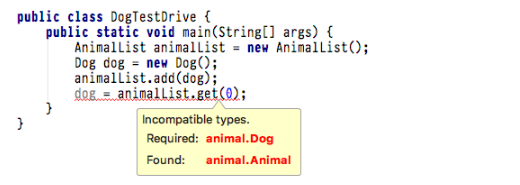 public class DogTestDrive {
    public static void main(String[] args) {
        AnimalList animalList = new AnimalList();
        Dog dog = new Dog();
        animalList.add(dog);
        dog = animalList.get(0);
    }
}
Incompatible types.
Required: animal.Dog
Found: animal.Animal